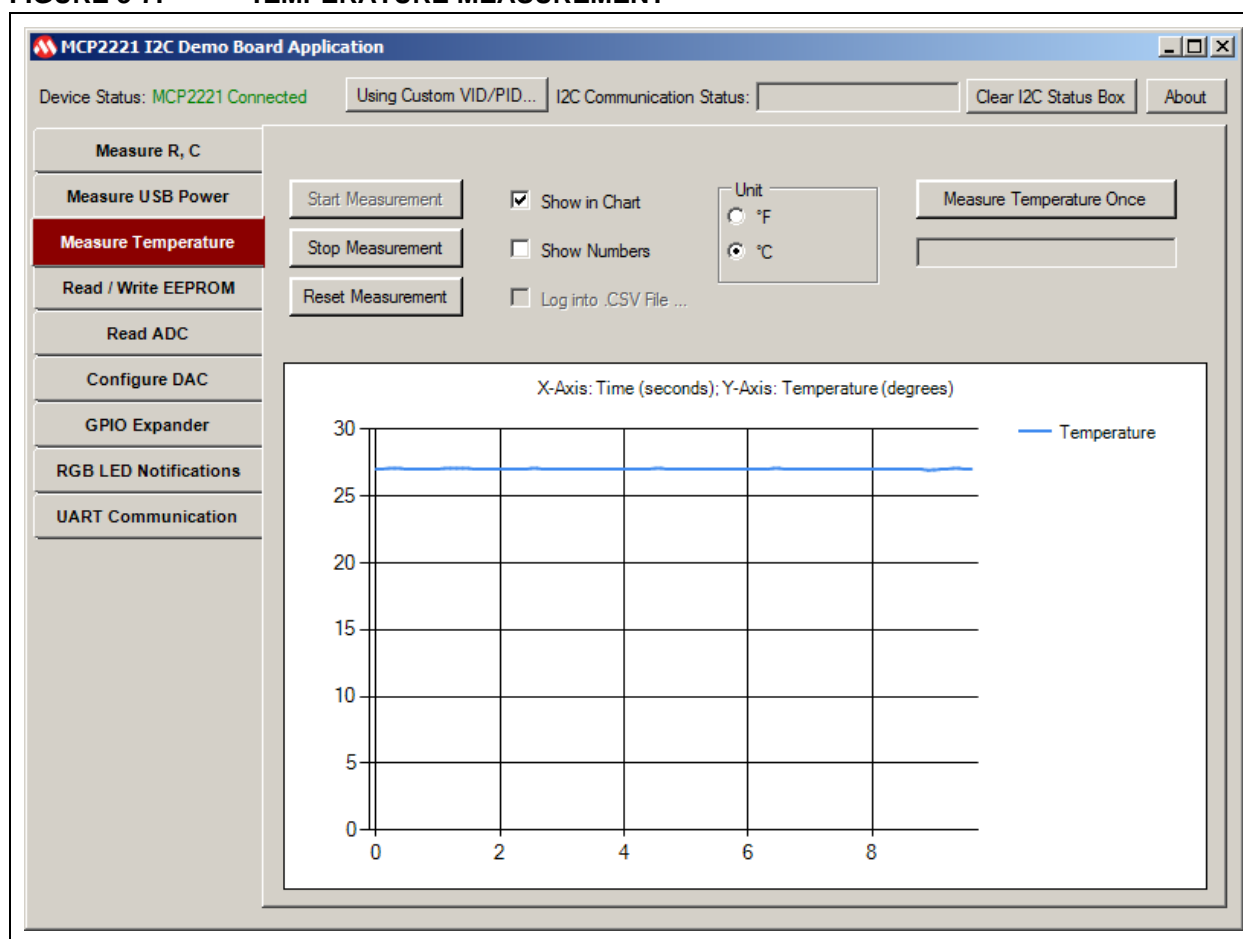 TEMPERATURE MEASUREMENT
MCP2221 I2C Demo Board Application
Device Status: MCP2221 Connected
Using Custom VID/PID...
I2C Communication Status:
Clear I2C Status Box
About
Measure R, C
Measure USB Power
Measure Temperature
Read / Write EEPROM
Read ADC
Configure DAC
GPIO Expander
RGB LED Notifications
UART Communication
Start Measurement
Stop Measurement
Reset Measurement
Show in Chart
Show Numbers
Log into .CSV File ...
Unit
°F
°C
Measure Temperature Once
X-Axis: Time (seconds); Y-Axis: Temperature (degrees)
30
25
20
15
10
5
0
0 2 4 6 8
Temperature